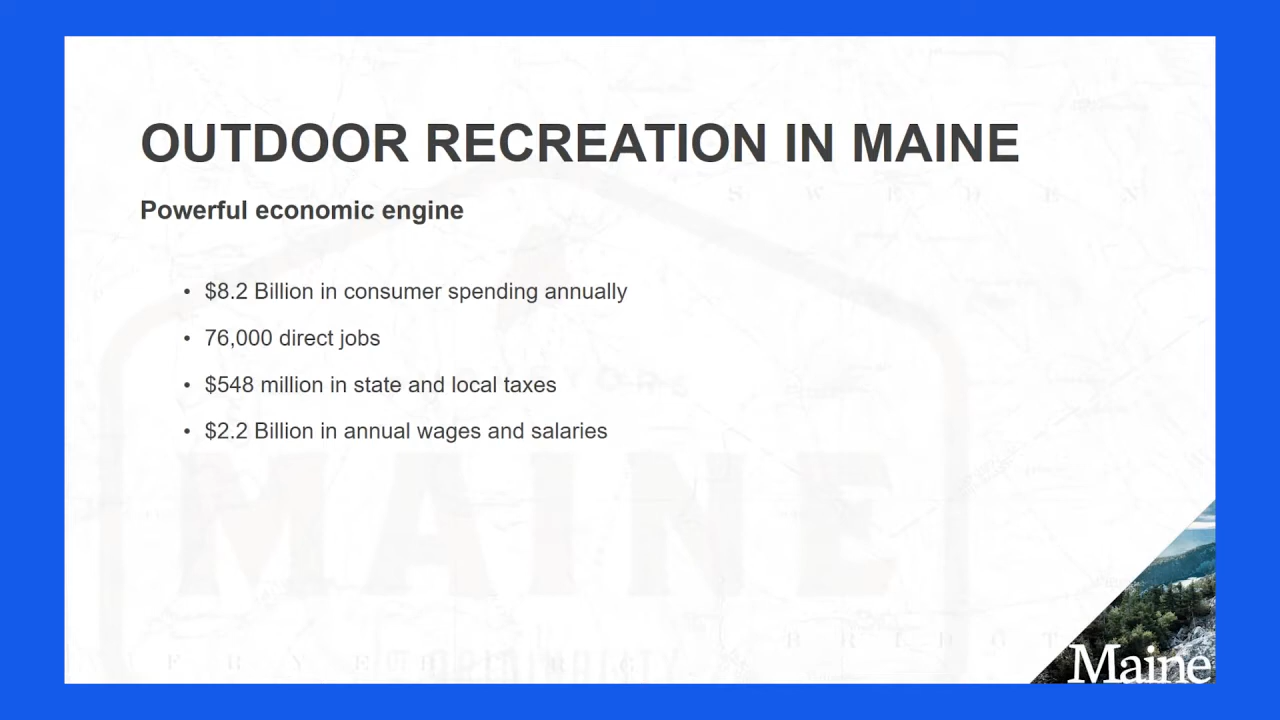 OUTDOOR RECREATION IN MAINE
Powerful economic engine
• $8.2 Billion in consumer spending annually
• 76,000 direct jobs
• $548 million in state and local taxes
• $2.2 Billion in annual wages and salaries
S W E D E N
MAINE
F R Y E B U R G
Maine